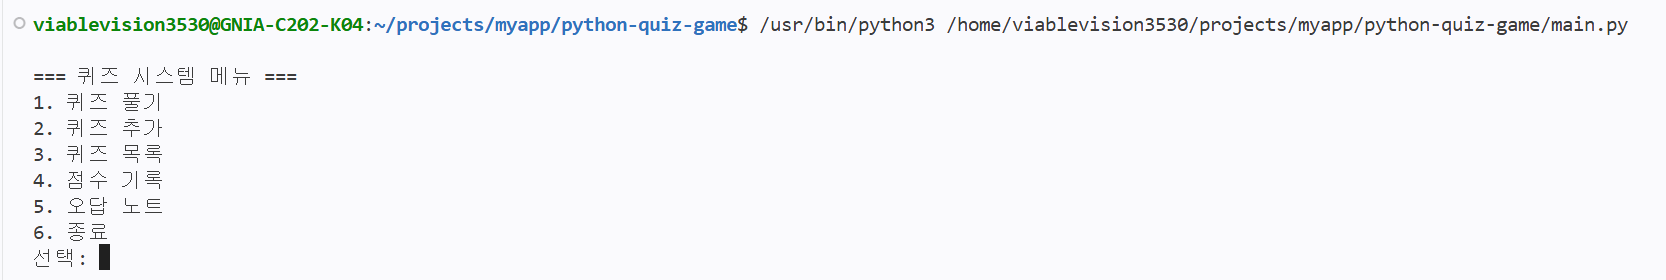 viablevision3530@GNIA-C202-K04:~/projects/myapp/python-quiz-game$ /usr/bin/python3 /home/viablevision3530/projects/myapp/python-quiz-game/main.py
=== 퀴즈 시스템 메뉴 ===
1. 퀴즈 풀기
2. 퀴즈 추가
3. 퀴즈 목록
4. 점수 기록
5. 오답 노트
6. 종료
선택: